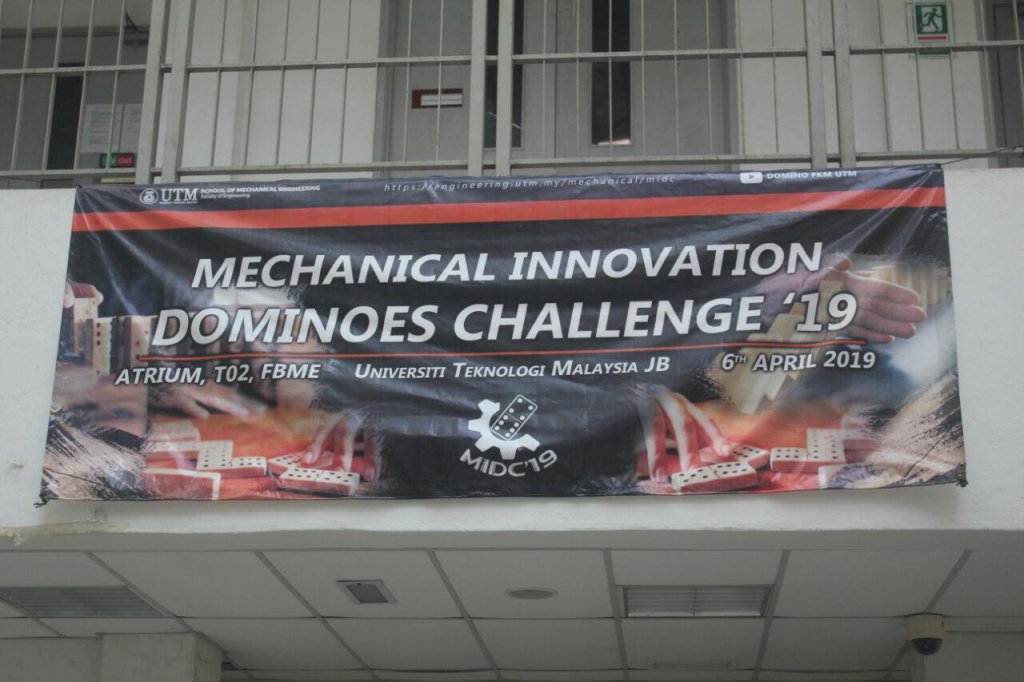 UTM
SCHOOL OF MECHANICAL ENGINEERING
Faculty of Engineering
https://engineering.utm.my/mechanical/midc
DOMINO FKM UTM
MECHANICAL INNOVATION
DOMINOES CHALLENGE '19
ATRIUM, T02, FBME
UNIVERSITI TEKNOLOGI MALAYSIA JB
6TH APRIL 2019
MIDC'19